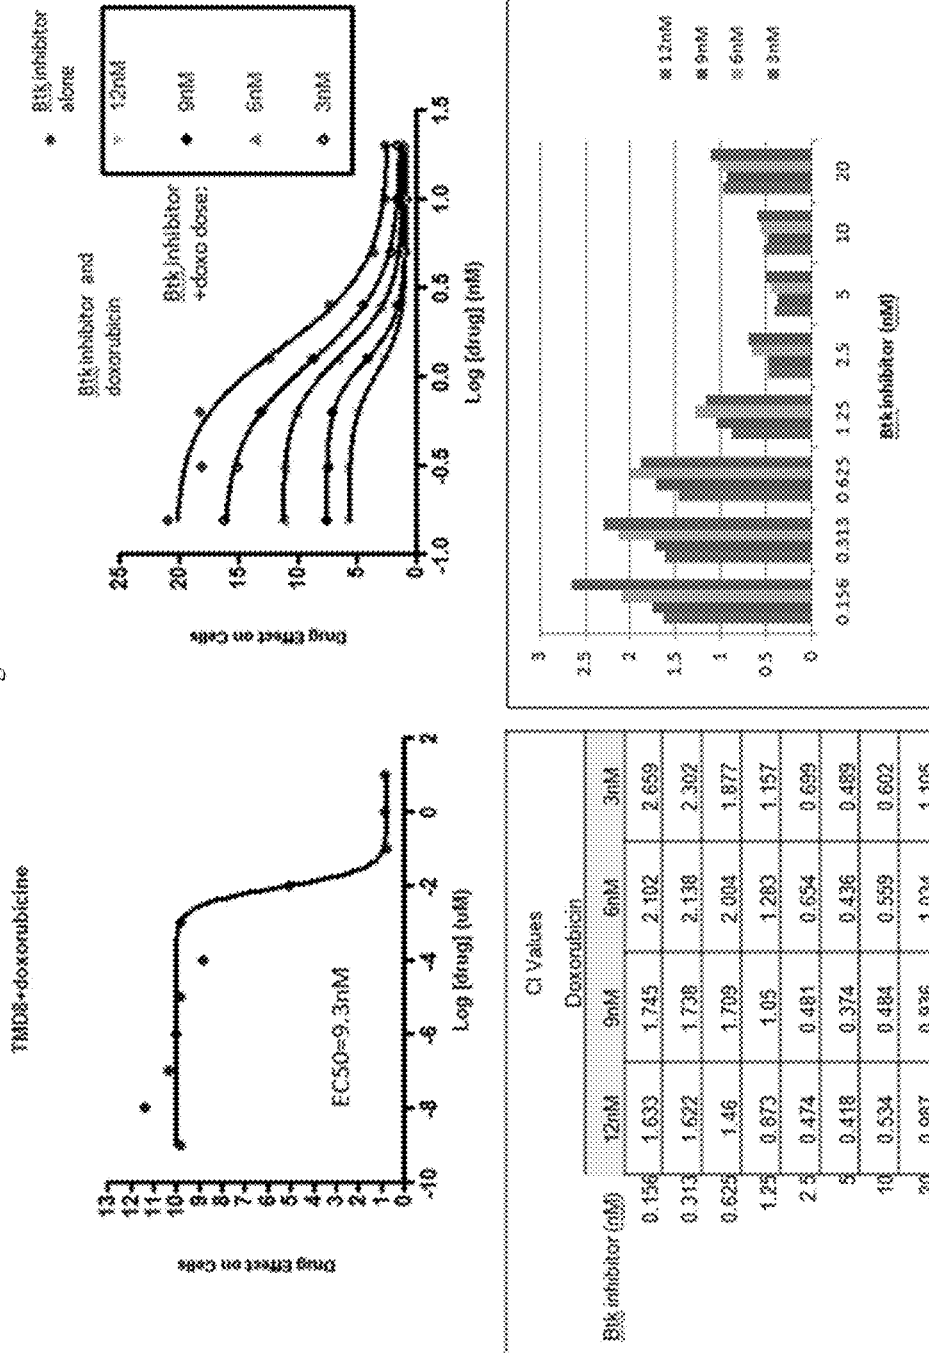 TMD8+doxorubicine
Drug Effect on Cells
13
12
11
10
9
8
7
6
5
4
3
2
1
0
EC50=9.3nM
-10 -8 -6 -4 -2 0 2
Log [drug] (uM)
Btk inhibitor and
doxorubicin
Btk inhibitor
alone
Btk inhibitor
+doxo dose:
12nM
9nM
6nM
3nM
Drug Effect on Cells
25
20
15
10
5
0
-1.0 -0.5 0.0 0.5 1.0 1.5
Log [drug] (nM)
CI Values
Doxorubicin
Btk inhibitor (nM) 12nM 9nM 6nM 3nM
0.156 1.633 1.745 2.102 2.659
0.313 1.622 1.738 2.138 2.302
0.625 1.46 1.709 2.004 1.877
1.25 0.873 1.05 1.283 1.157
2.5 0.474 0.481 0.654 0.699
5 0.418 0.374 0.436 0.489
10 0.534 0.484 0.559 0.602
3
2.5
2
1.5
1
0.5
0
0.156 0.313 0.625 1.25 2.5 5 10 20
Btk inhibitor (nM)
12nM
9nM
6nM
3nM